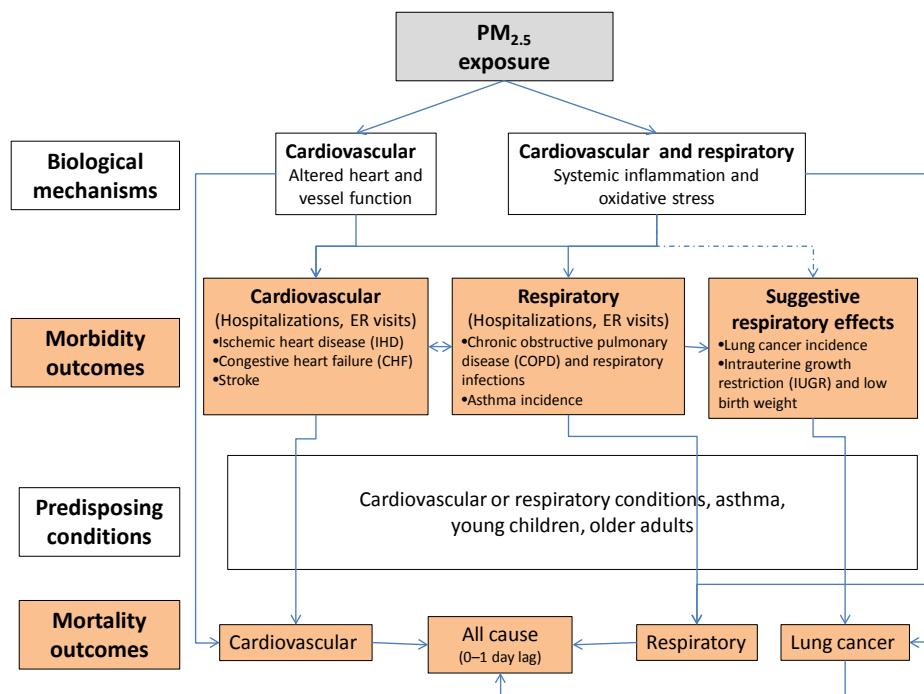 PM2.5
exposure
Biological
mechanisms
Cardiovascular
Altered heart and
vessel function
Cardiovascular and respiratory
Systemic inflammation and
oxidative stress
Morbidity
outcomes
Cardiovascular
(Hospitalizations, ER visits)
•Ischemic heart disease (IHD)
•Congestive heart failure (CHF)
•Stroke
Respiratory
(Hospitalizations, ER visits)
•Chronic obstructive pulmonary
disease (COPD) and respiratory
infections
•Asthma incidence
Suggestive
respiratory effects
•Lung cancer incidence
•Intrauterine growth
restriction (IUGR) and low
birth weight
Predisposing
conditions
Cardiovascular or respiratory conditions, asthma,
young children, older adults
Mortality
outcomes
Cardiovascular
All cause
(0–1 day lag)
Respiratory
Lung cancer